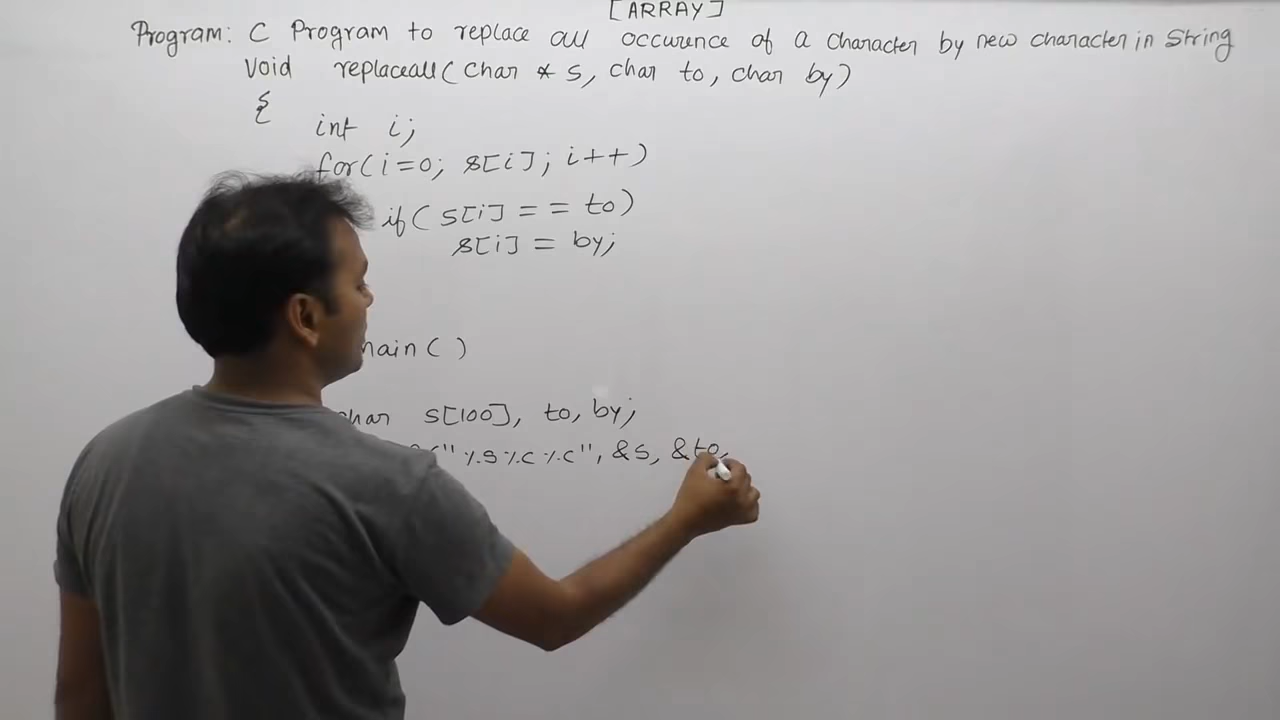 [ARRAY]
Program: C Program to replace all occurence of a character by new character in String
Void replaceall( char * s, char to, char by)
{
int i;
for( i=0; s[i]; i++)
if( s[i] == to)
s[i] = by;
main( )
char s[100], to, by;
("%s%c%c", &s, &to,